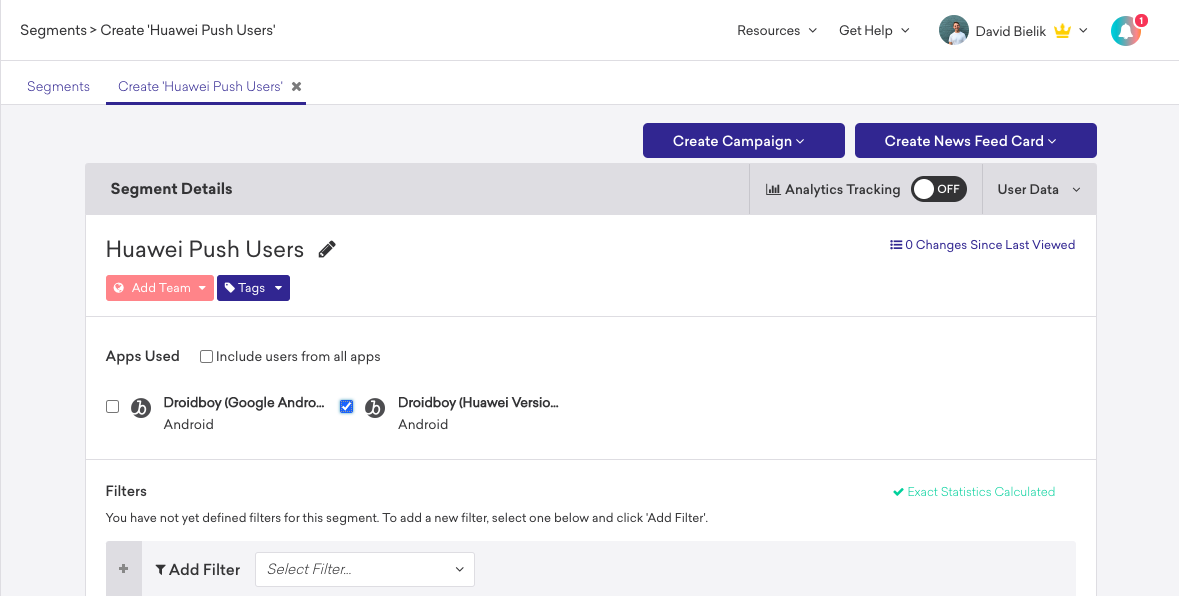 Segments > Create 'Huawei Push Users'
Resources
Get Help
David Bielik
1
Segments
Create 'Huawei Push Users'
Create Campaign
Create News Feed Card
Segment Details
Analytics Tracking
OFF
User Data
Huawei Push Users
0 Changes Since Last Viewed
Add Team
Tags
Apps Used
Include users from all apps
Droidboy (Google Andro...
Android
Droidboy (Huawei Versio...
Android
Filters
Exact Statistics Calculated
You have not yet defined filters for this segment. To add a new filter, select one below and click 'Add Filter'.
+
Add Filter
Select Filter...